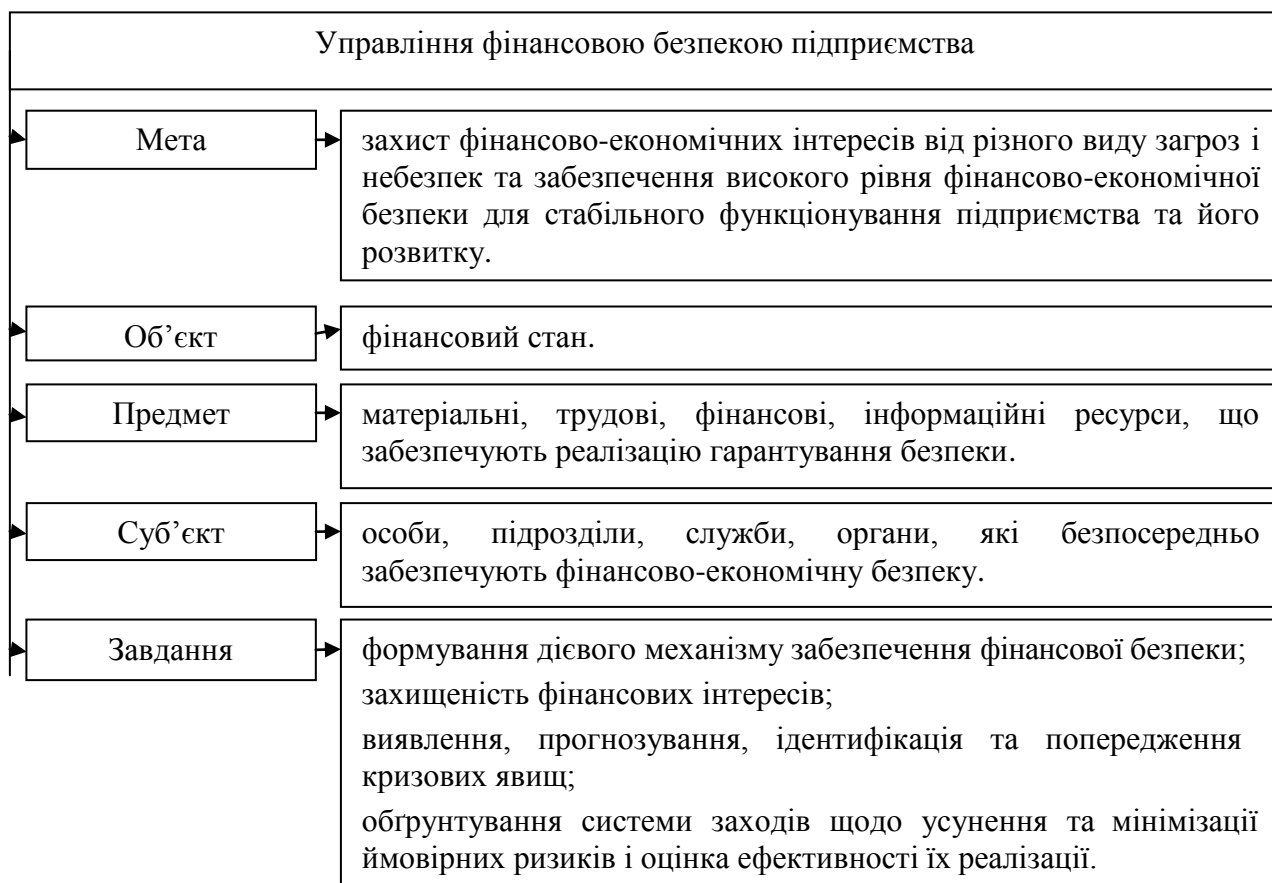 Управління фінансовою безпекою підприємства
Мета
захист фінансово-економічних інтересів від різного виду загроз і
небезпек та забезпечення високого рівня фінансово-економічної
безпеки для стабільного функціонування підприємства та його
розвитку.
Об’єкт
фінансовий стан.
Предмет
матеріальні, трудові, фінансові, інформаційні ресурси, що
забезпечують реалізацію гарантування безпеки.
Суб’єкт
особи, підрозділи, служби, органи, які безпосередньо
забезпечують фінансово-економічну безпеку.
Завдання
формування дієвого механізму забезпечення фінансової безпеки;
захищеність фінансових інтересів;
виявлення, прогнозування, ідентифікація та попередження
кризових явищ;
обґрунтування системи заходів щодо усунення та мінімізації
ймовірних ризиків і оцінка ефективності їх реалізації.